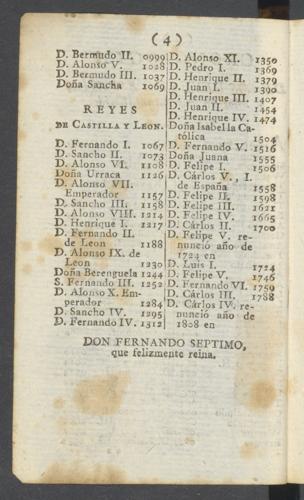 (4)
D. Bermudo II. 0999
D. Alonso V. 1028
D. Bermudo III. 1037
Doña Sancha 1069
REYES
DE CASTILLA Y LEON.
D. Fernando I. 1067
D. Sancho II. 1073
D. Alonso VI. 1108
Doña Urraca 1126
D. Alonso VII.
Emperador 1157
D. Sancho III. 1158
D. Alonso VIII. 1214
D. Henrique I. 1217
D. Fernando II.
de Leon 1188
D. Alonso IX. de
Leon 1230
Doña Berenguela 1244
S. Fernando III. 1252
D. Alonso X. Em-
perador 1284
D. Sancho IV. 1295
D. Fernando IV. 1312
D. Alonso XI. 1350
D. Pedro I. 1369
D. Henrique II. 1379
D. Juan I. 1390
D. Henrique III. 1407
D. Juan II. 1454
D. Henrique IV. 1474
Doña Isabel la Ca-
tólica 1504
D. Fernando V. 1516
Doña Juana 1555
D. Felipe I. 1506
D. Cárlos V., I.
de España 1558
D. Felipe II. 1598
D. Felipe III. 1621
D. Felipe IV. 1665
D. Cárlos II. 1700
D. Felipe V. re-
nunció año de
1724 en
D. Luis I. 1724
D. Felipe V. 1746
D. Fernando VI. 1759
D. Cárlos III. 1788
D. Cárlos IV. re-
nunció año de
1808 en
DON FERNANDO SEPTIMO,
que felizmente reina.